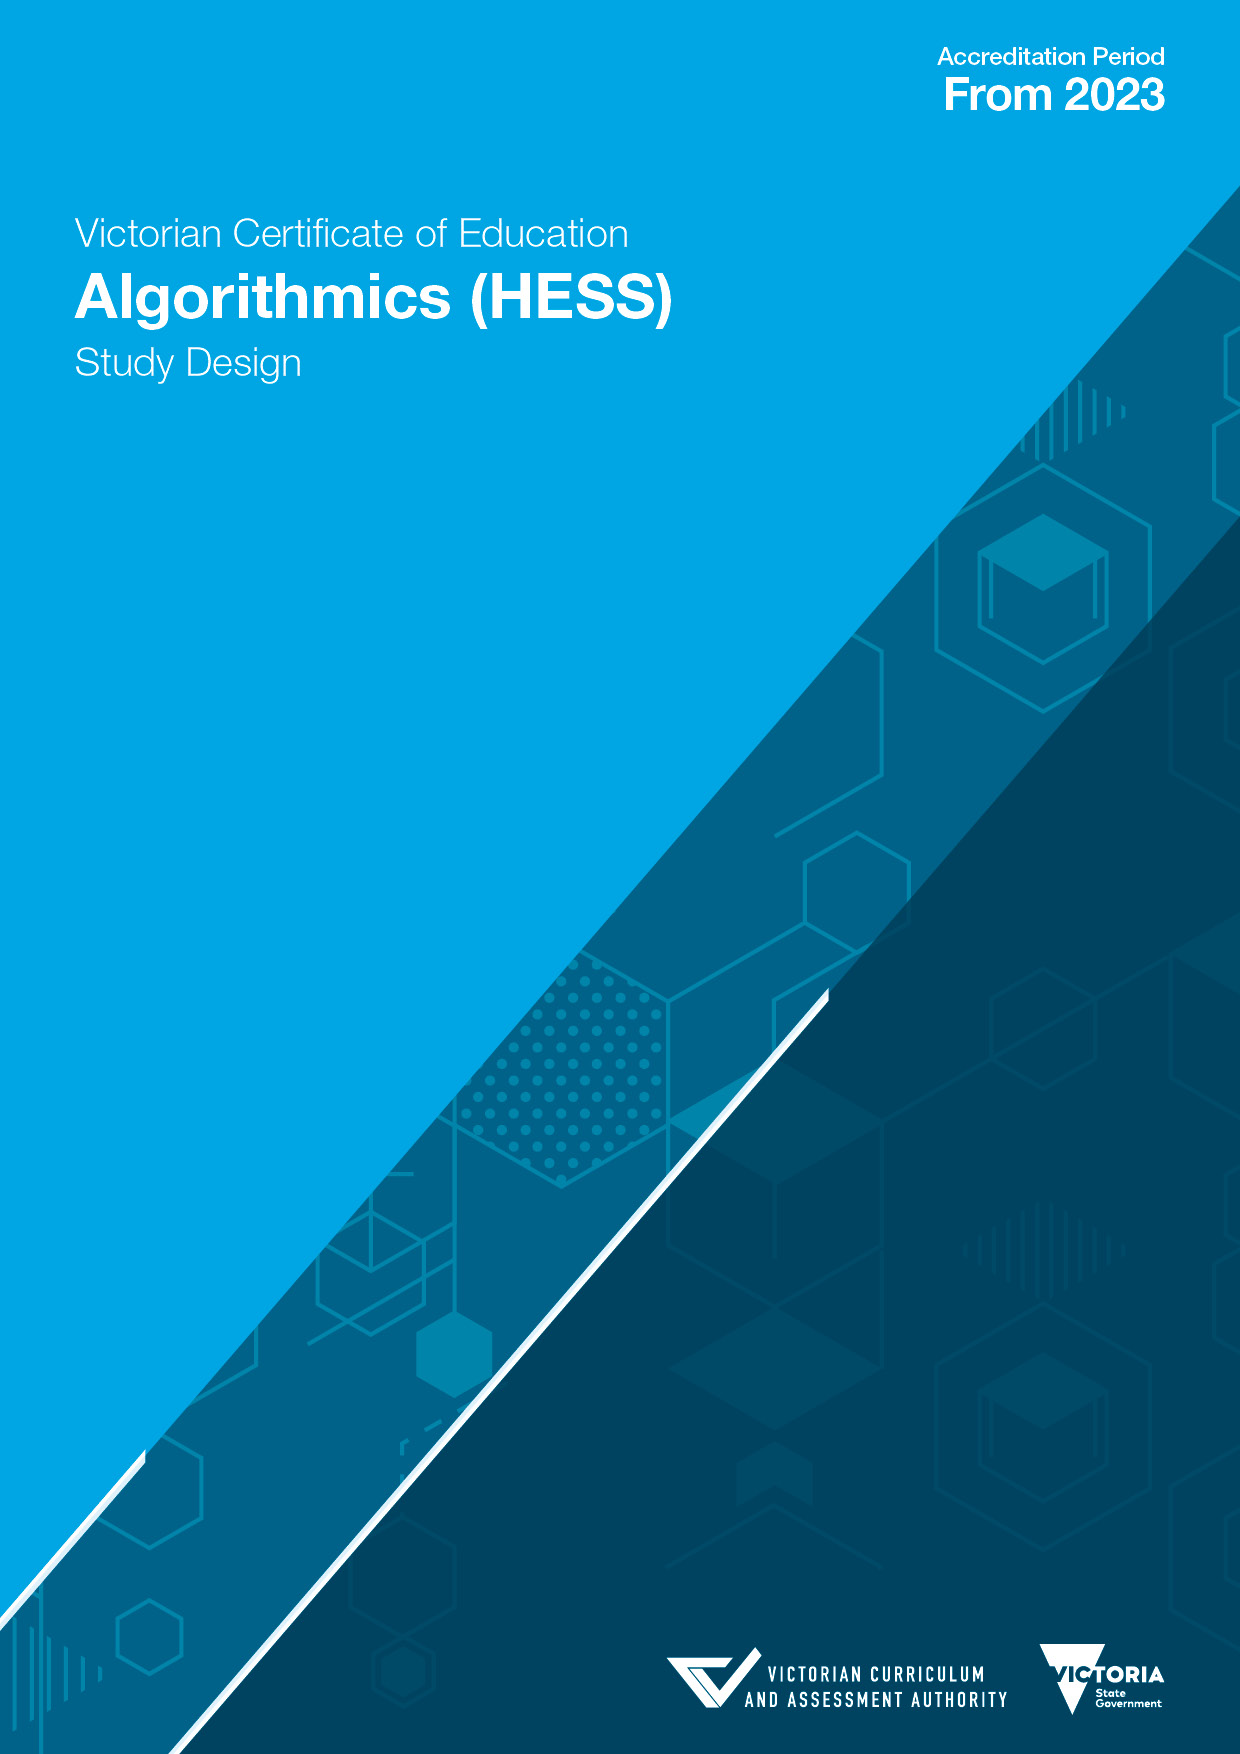 Accreditation Period
From 2023
Victorian Certificate of Education
Algorithmics (HESS)
Study Design
VICTORIAN CURRICULUM
AND ASSESSMENT AUTHORITY
VICTORIA
State
Government